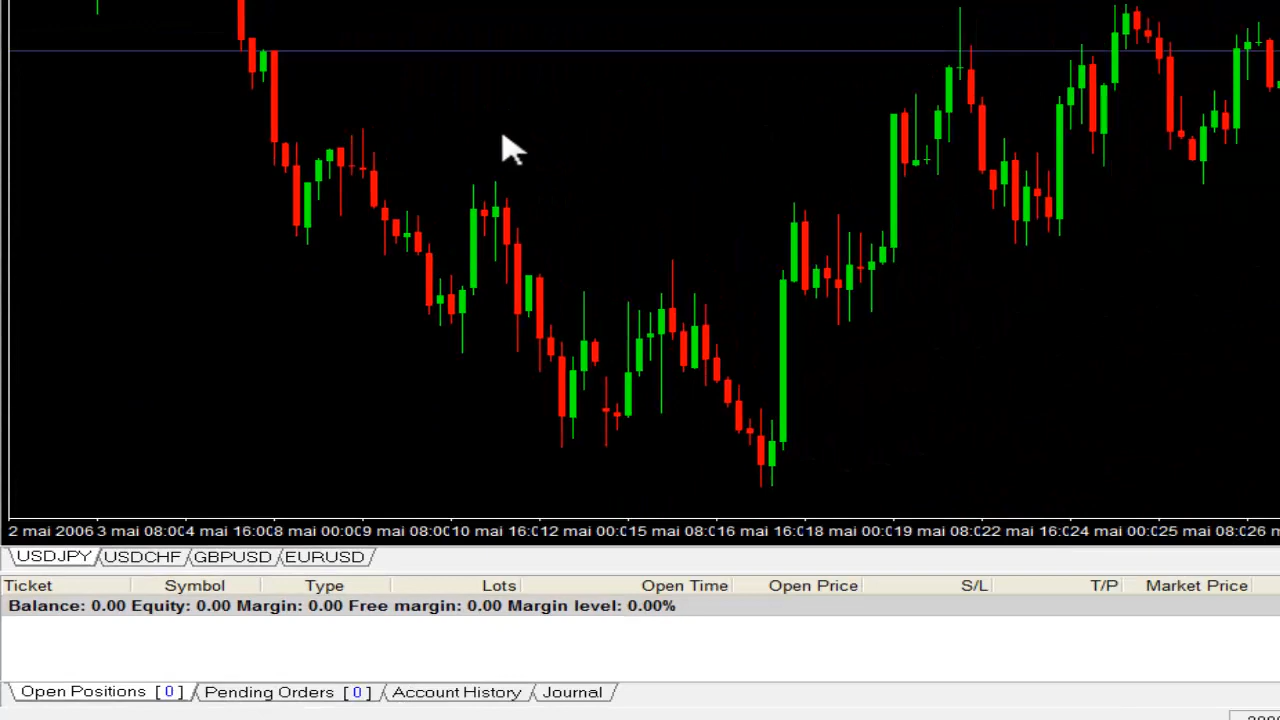 2 mai 2006 3 mai 08:00 4 mai 16:00 8 mai 00:00 9 mai 08:00 10 mai 16:00 12 mai 00:00 15 mai 08:00 16 mai 16:00 18 mai 00:00 19 mai 08:00 22 mai 16:00 24 mai 00:00 25 mai 08:00 26 m
USDJPY USDCHF GBPUSD EURUSD
Ticket Symbol Type Lots Open Time Open Price S/L T/P Market Price
Balance: 0.00 Equity: 0.00 Margin: 0.00 Free margin: 0.00 Margin level: 0.00%
Open Positions [ 0 ] Pending Orders [ 0 ] Account History Journal